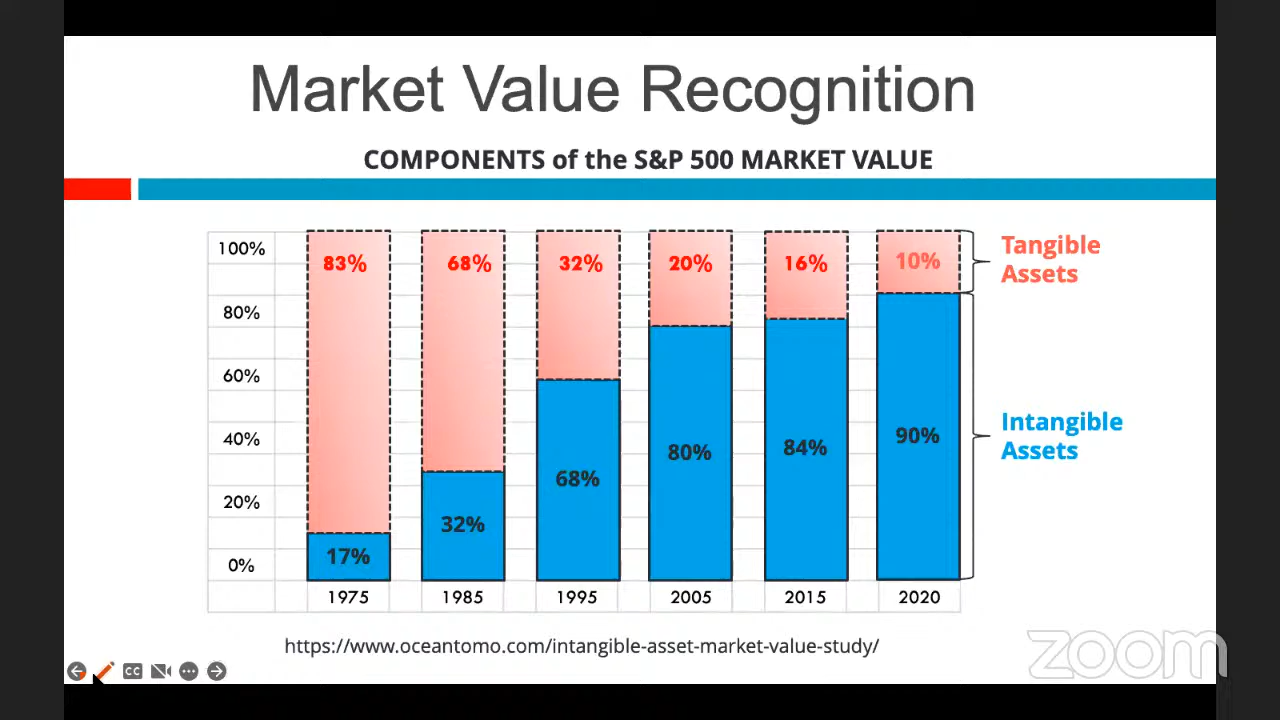 Market Value Recognition
COMPONENTS of the S&P 500 MARKET VALUE
100%
80%
60%
40%
20%
0%
83%
68%
32%
20%
16%
10%
17%
32%
68%
80%
84%
90%
1975
1985
1995
2005
2015
2020
Tangible
Assets
Intangible
Assets
https://www.oceantomo.com/intangible-asset-market-value-study/
CC
zoom